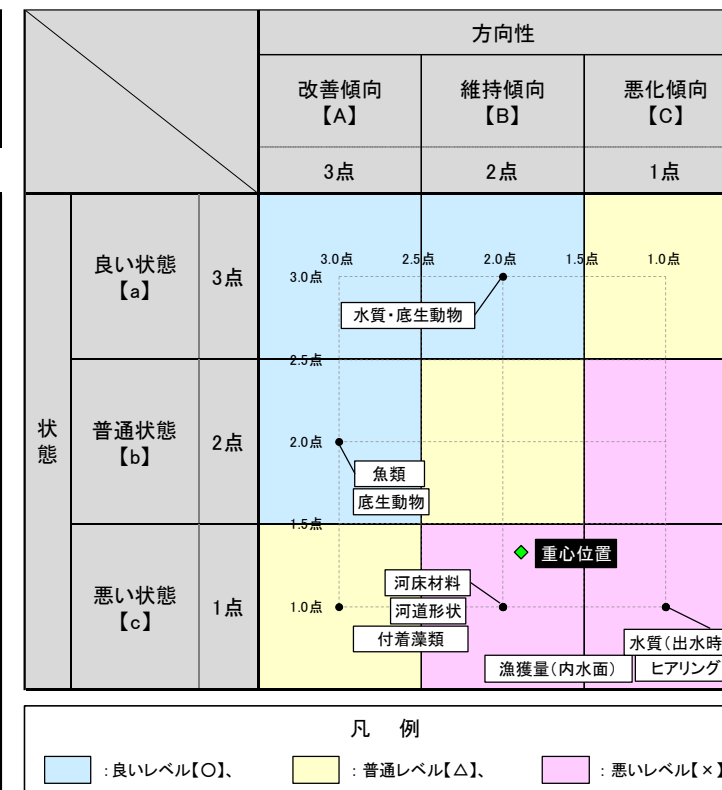 方向性
改善傾向
【A】
維持傾向
【B】
悪化傾向
【C】
3点
2点
1点
状態
良い状態
【a】
3点
3.0点
2.5点
2.0点
1.5点
1.0点
3.0点
水質・底生動物
2.5点
普通状態
【b】
2点
2.0点
魚類
底生動物
1.5点
悪い状態
【c】
1点
重心位置
1.0点
河床材料
河道形状
付着藻類
水質(出水時
漁獲量(内水面)
ヒアリング
凡 例
:良いレベル【〇】、
:普通レベル【△】、
:悪いレベル【×】